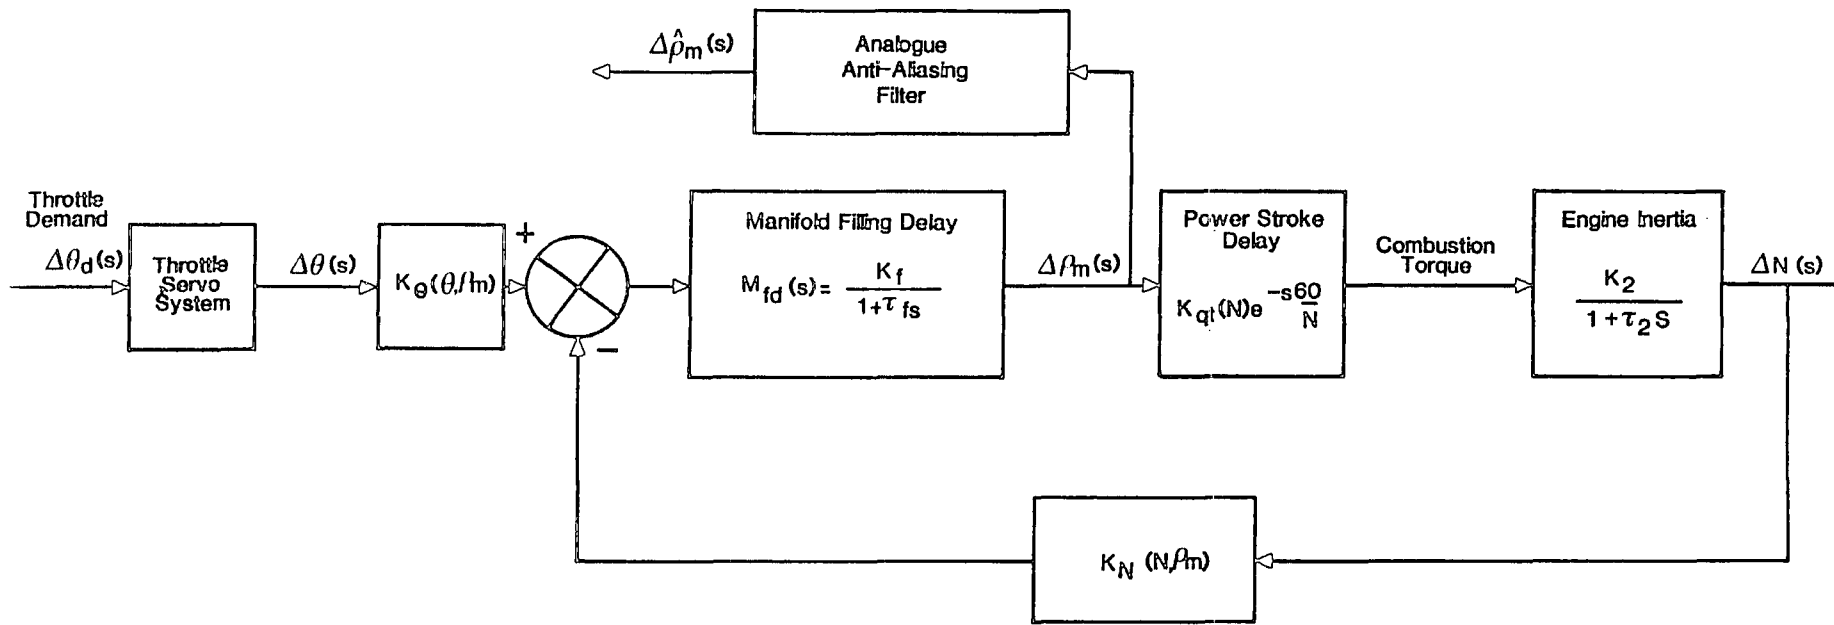 Δρ̂m(s)
Analogue
Anti-Aliasing
Filter
Throttle
Demand
Δθd(s)
Throttle
Servo
System
Δθ(s)
Kθ(θ,ρm)
+
−
Manifold Filling Delay
Mfd(s) = Kf / 1+τfs
Δρm(s)
Power Stroke
Delay
Kqt(N)e^−s60/N
Combustion
Torque
Engine Inertia
K2 / 1+τ2S
ΔN(s)
KN (N,ρm)